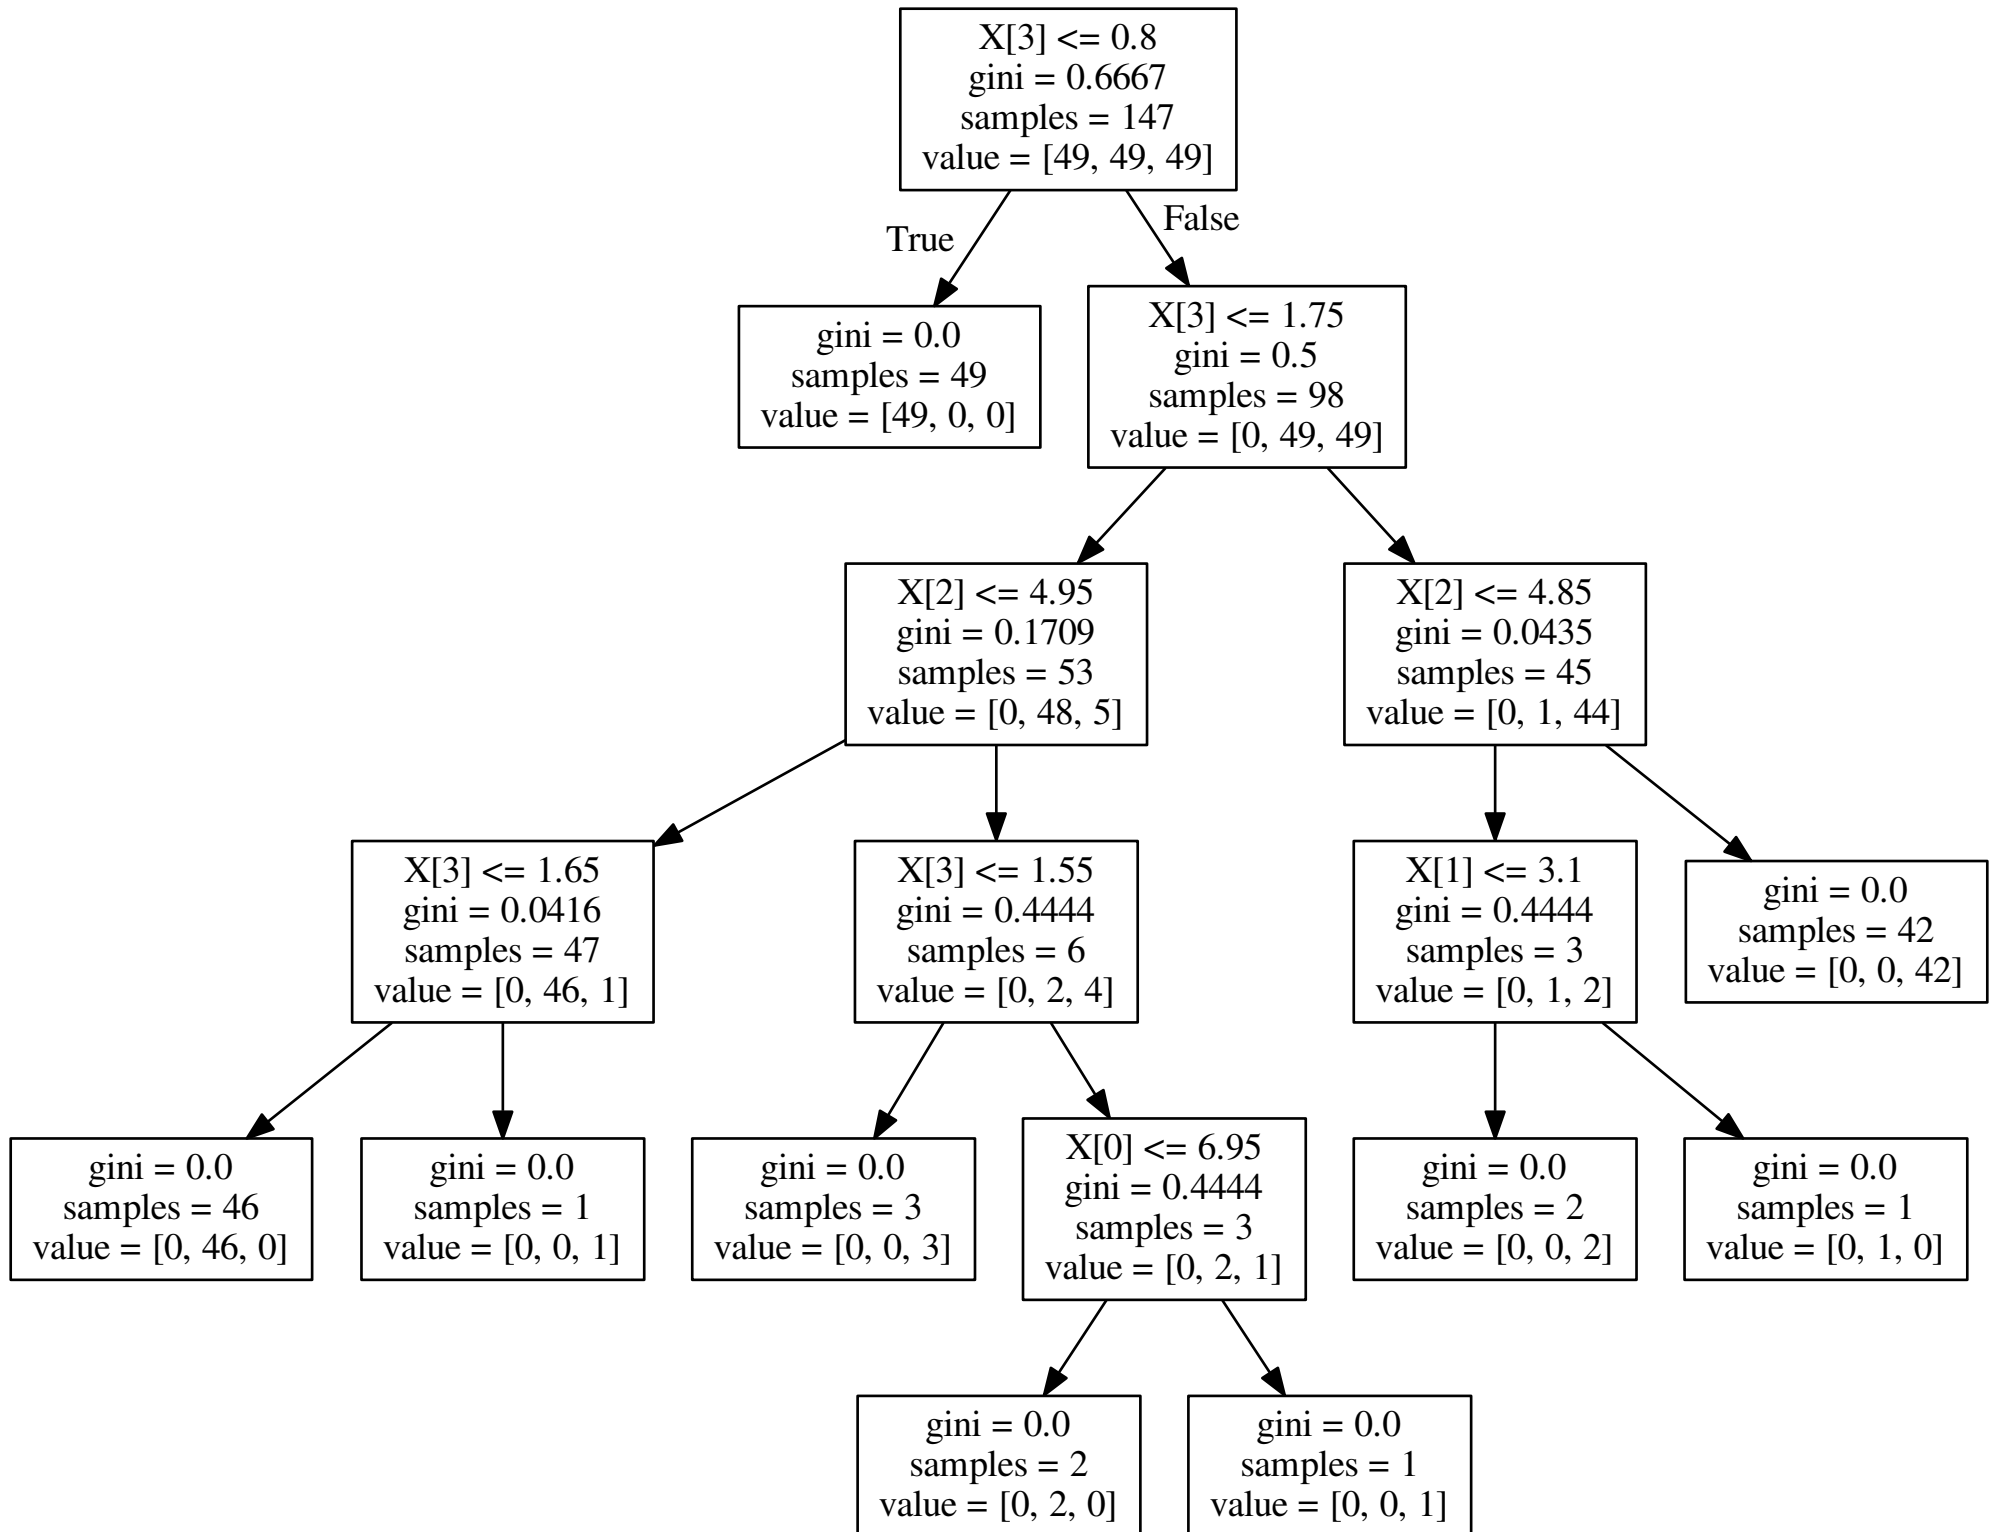 X[3] <= 0.8
gini = 0.6667
samples = 147
value = [49, 49, 49]
True
False
gini = 0.0
samples = 49
value = [49, 0, 0]
X[3] <= 1.75
gini = 0.5
samples = 98
value = [0, 49, 49]
X[2] <= 4.95
gini = 0.1709
samples = 53
value = [0, 48, 5]
X[2] <= 4.85
gini = 0.0435
samples = 45
value = [0, 1, 44]
X[3] <= 1.65
gini = 0.0416
samples = 47
value = [0, 46, 1]
X[3] <= 1.55
gini = 0.4444
samples = 6
value = [0, 2, 4]
X[1] <= 3.1
gini = 0.4444
samples = 3
value = [0, 1, 2]
gini = 0.0
samples = 42
value = [0, 0, 42]
gini = 0.0
samples = 46
value = [0, 46, 0]
gini = 0.0
samples = 1
value = [0, 0, 1]
gini = 0.0
samples = 3
value = [0, 0, 3]
X[0] <= 6.95
gini = 0.4444
samples = 3
value = [0, 2, 1]
gini = 0.0
samples = 2
value = [0, 0, 2]
gini = 0.0
samples = 1
value = [0, 1, 0]
gini = 0.0
samples = 2
value = [0, 2, 0]
gini = 0.0
samples = 1
value = [0, 0, 1]